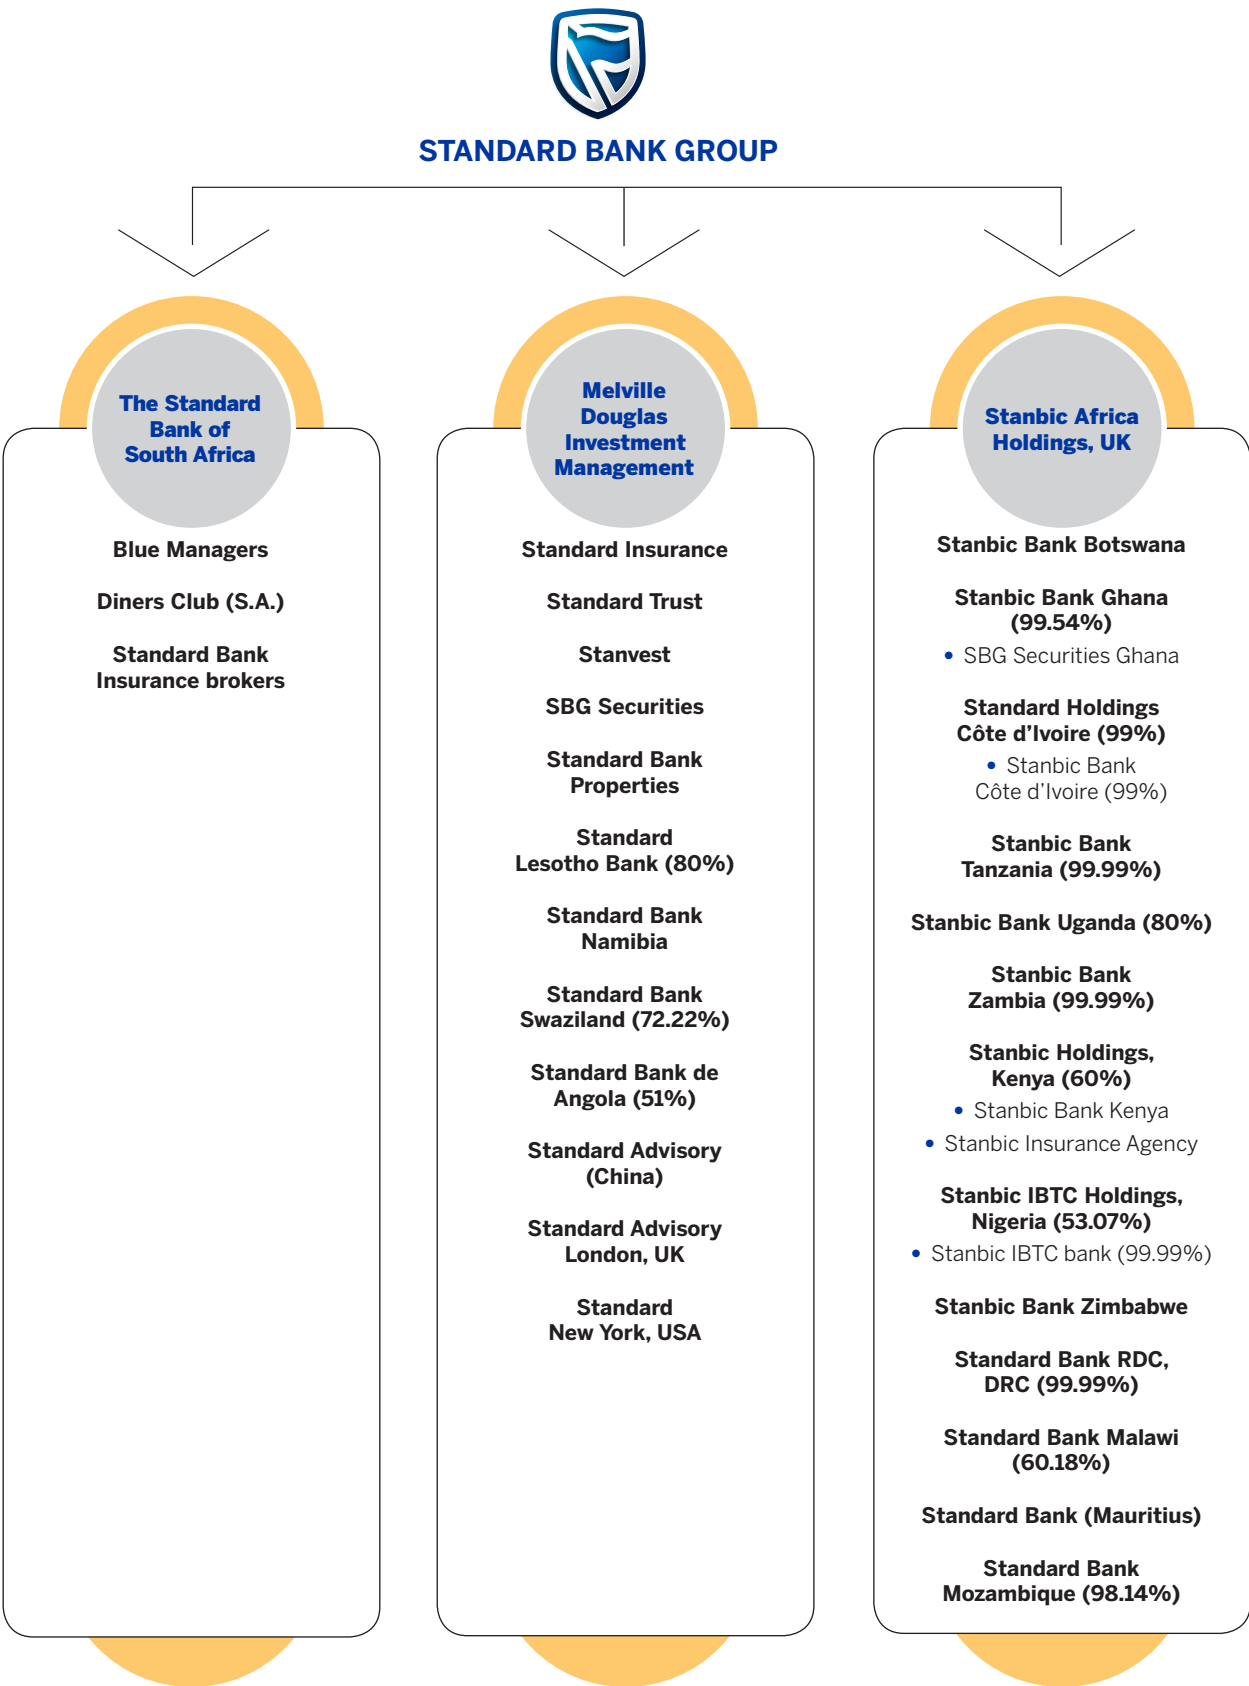 STANDARD BANK GROUP
The Standard
Bank of
South Africa
Blue Managers
Diners Club (S.A.)
Standard Bank
Insurance brokers
Melville
Douglas
Investment
Management
Standard Insurance
Standard Trust
Stanvest
SBG Securities
Standard Bank
Properties
Standard
Lesotho Bank (80%)
Standard Bank
Namibia
Standard Bank
Swaziland (72.22%)
Standard Bank de
Angola (51%)
Standard Advisory
(China)
Standard Advisory
London, UK
Standard
New York, USA
Stanbic Africa
Holdings, UK
Stanbic Bank Botswana
Stanbic Bank Ghana
(99.54%)
• SBG Securities Ghana
Standard Holdings
Côte d’Ivoire (99%)
• Stanbic Bank
Côte d’Ivoire (99%)
Stanbic Bank
Tanzania (99.99%)
Stanbic Bank Uganda (80%)
Stanbic Bank
Zambia (99.99%)
Stanbic Holdings,
Kenya (60%)
• Stanbic Bank Kenya
• Stanbic Insurance Agency
Stanbic IBTC Holdings,
Nigeria (53.07%)
• Stanbic IBTC bank (99.99%)
Stanbic Bank Zimbabwe
Standard Bank RDC,
DRC (99.99%)
Standard Bank Malawi
(60.18%)
Standard Bank (Mauritius)
Standard Bank
Mozambique (98.14%)